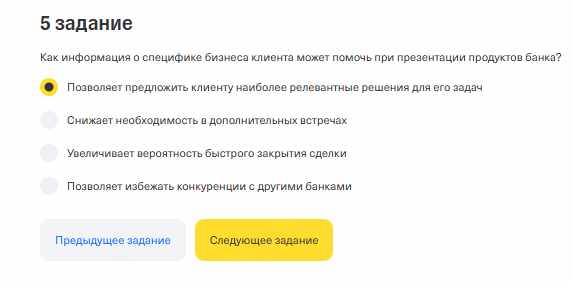 5 задание
Как информация о специфике бизнеса клиента может помочь при презентации продуктов банка?
Позволяет предложить клиенту наиболее релевантные решения для его задач
Снижает необходимость в дополнительных встречах
Увеличивает вероятность быстрого закрытия сделки
Позволяет избежать конкуренции с другими банками
Предыдущее задание
Следующее задание